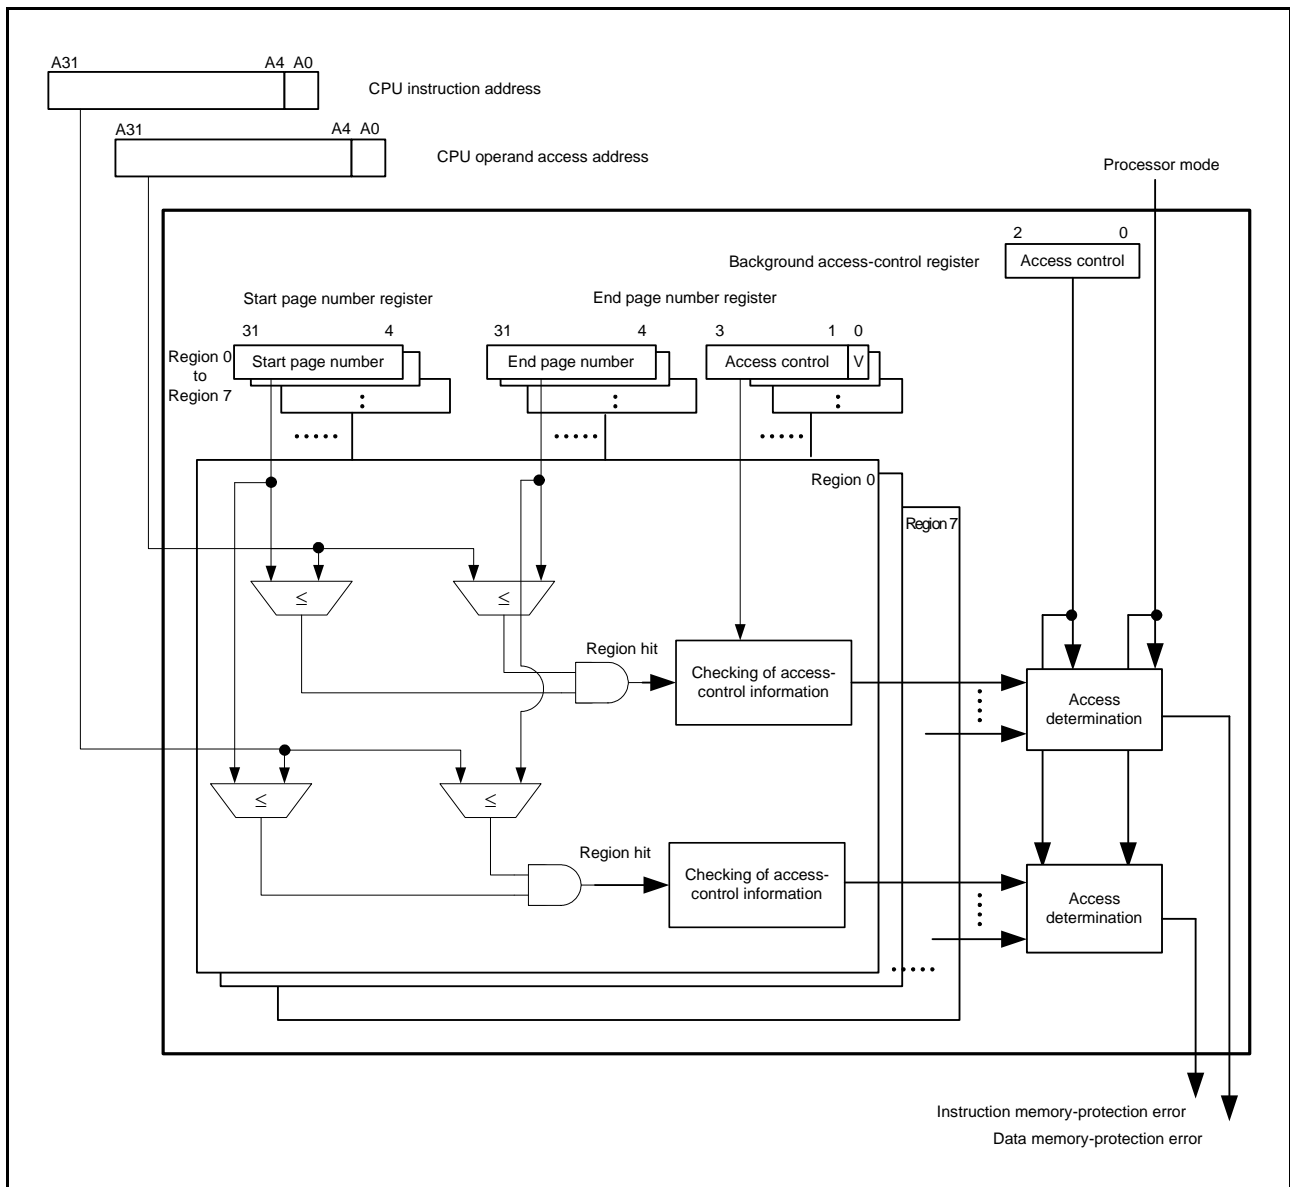 A31 A4 A0
CPU instruction address
A31 A4 A0
CPU operand access address
Processor mode
2 0
Background access-control register
Access control
Start page number register
End page number register
31 4
31 4
3 1 0
Region 0
to
Region 7
Start page number
End page number
Access control
V
Region 0
Region 7
≤
≤
Region hit
Checking of access-
control information
Access
determination
≤
≤
Region hit
Checking of access-
control information
Access
determination
Instruction memory-protection error
Data memory-protection error